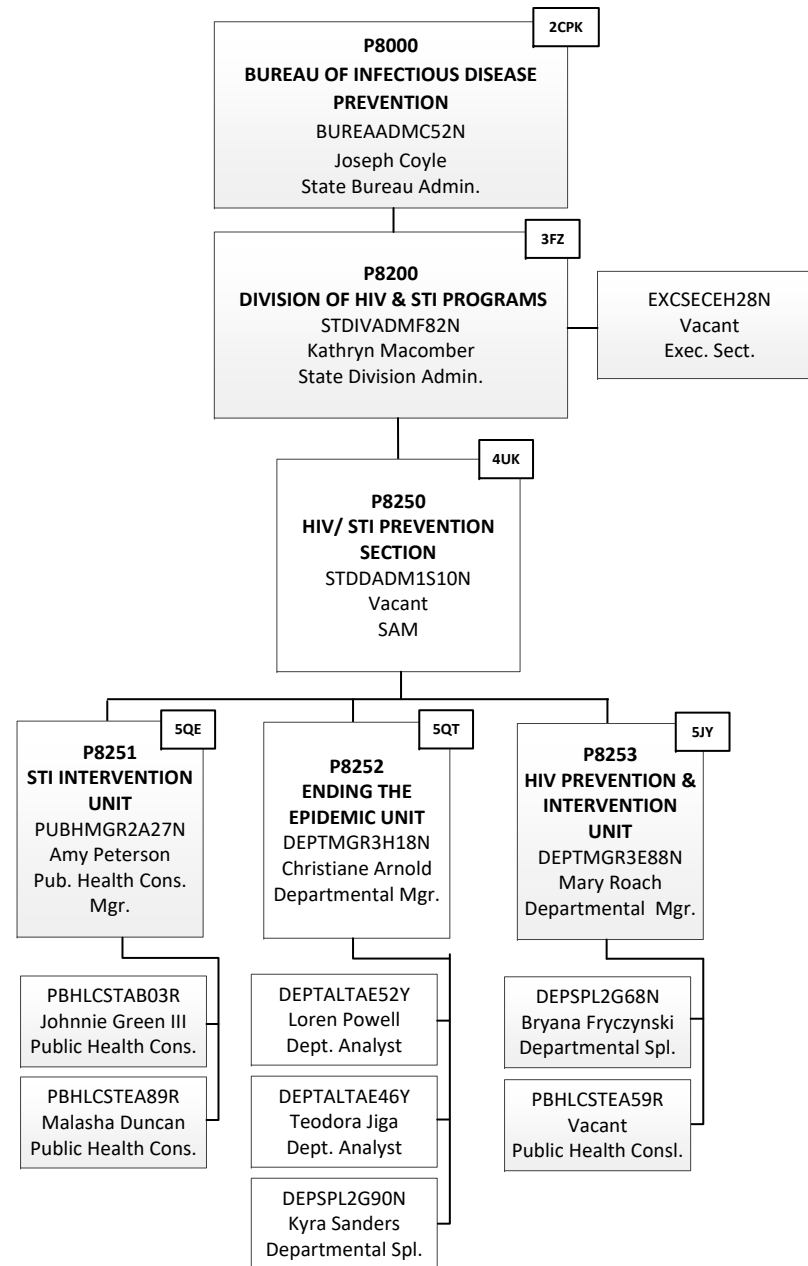 2CPK
P8000
BUREAU OF INFECTIOUS DISEASE
PREVENTION
BUREAADMC52N
Joseph Coyle
State Bureau Admin.
3FZ
P8200
DIVISION OF HIV & STI PROGRAMS
STDIVADMF82N
Kathryn Macomber
State Division Admin.
EXCSECEH28N
Vacant
Exec. Sect.
4UK
P8250
HIV/ STI PREVENTION
SECTION
STDDADM1S10N
Vacant
SAM
5QE
P8251
STI INTERVENTION
UNIT
PUBHMGR2A27N
Amy Peterson
Pub. Health Cons.
Mgr.
5QT
P8252
ENDING THE
EPIDEMIC UNIT
DEPTMGR3H18N
Christiane Arnold
Departmental Mgr.
5JY
P8253
HIV PREVENTION &
INTERVENTION
UNIT
DEPTMGR3E88N
Mary Roach
Departmental  Mgr.
PBHLCSTAB03R
Johnnie Green III
Public Health Cons.
PBHLCSTEA89R
Malasha Duncan
Public Health Cons.
DEPTALTAE52Y
Loren Powell
Dept. Analyst
DEPTALTAE46Y
Teodora Jiga
Dept. Analyst
DEPSPL2G90N
Kyra Sanders
Departmental Spl.
DEPSPL2G68N
Bryana Fryczynski
Departmental Spl.
PBHLCSTEA59R
Vacant
Public Health Consl.